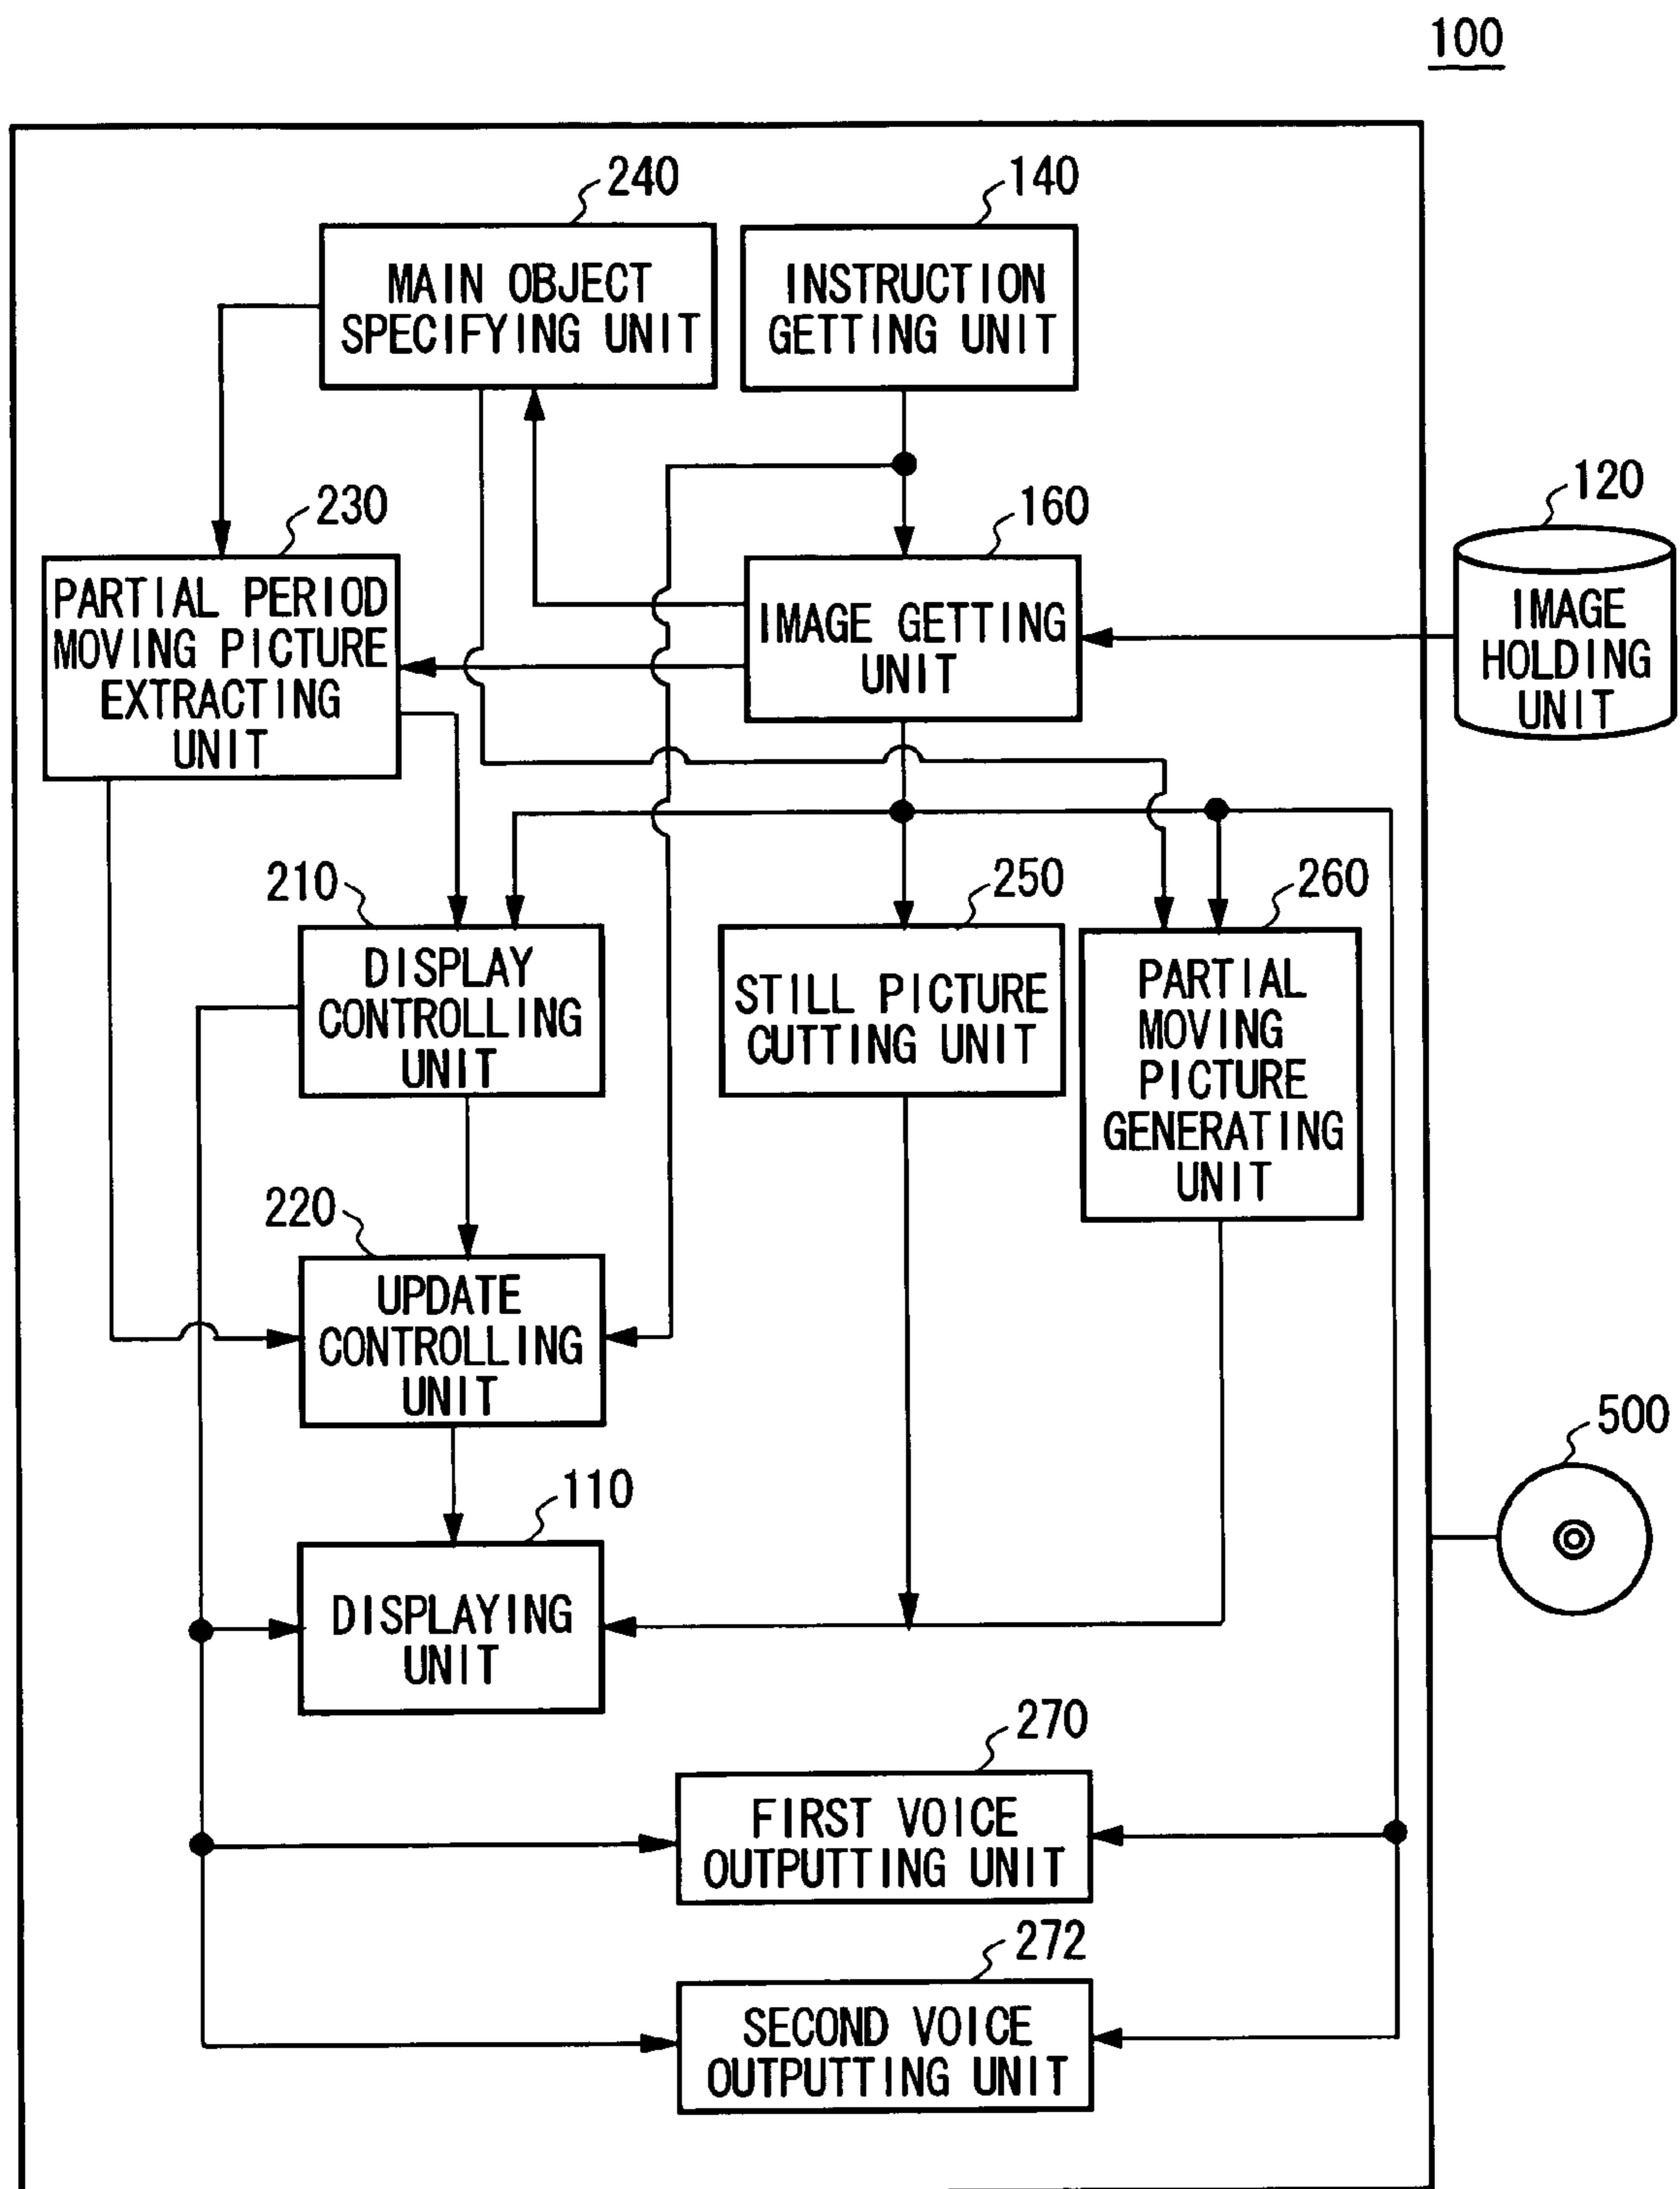 100
240
MAIN OBJECT
SPECIFYING UNIT
140
INSTRUCTION
GETTING UNIT
230
PARTIAL PERIOD
MOVING PICTURE
EXTRACTING
UNIT
160
IMAGE GETTING
UNIT
120
IMAGE
HOLDING
UNIT
210
DISPLAY
CONTROLLING
UNIT
250
STILL PICTURE
CUTTING UNIT
260
PARTIAL
MOVING
PICTURE
GENERATING
UNIT
220
UPDATE
CONTROLLING
UNIT
500
110
DISPLAYING
UNIT
270
FIRST VOICE
OUTPUTTING UNIT
272
SECOND VOICE
OUTPUTTING UNIT